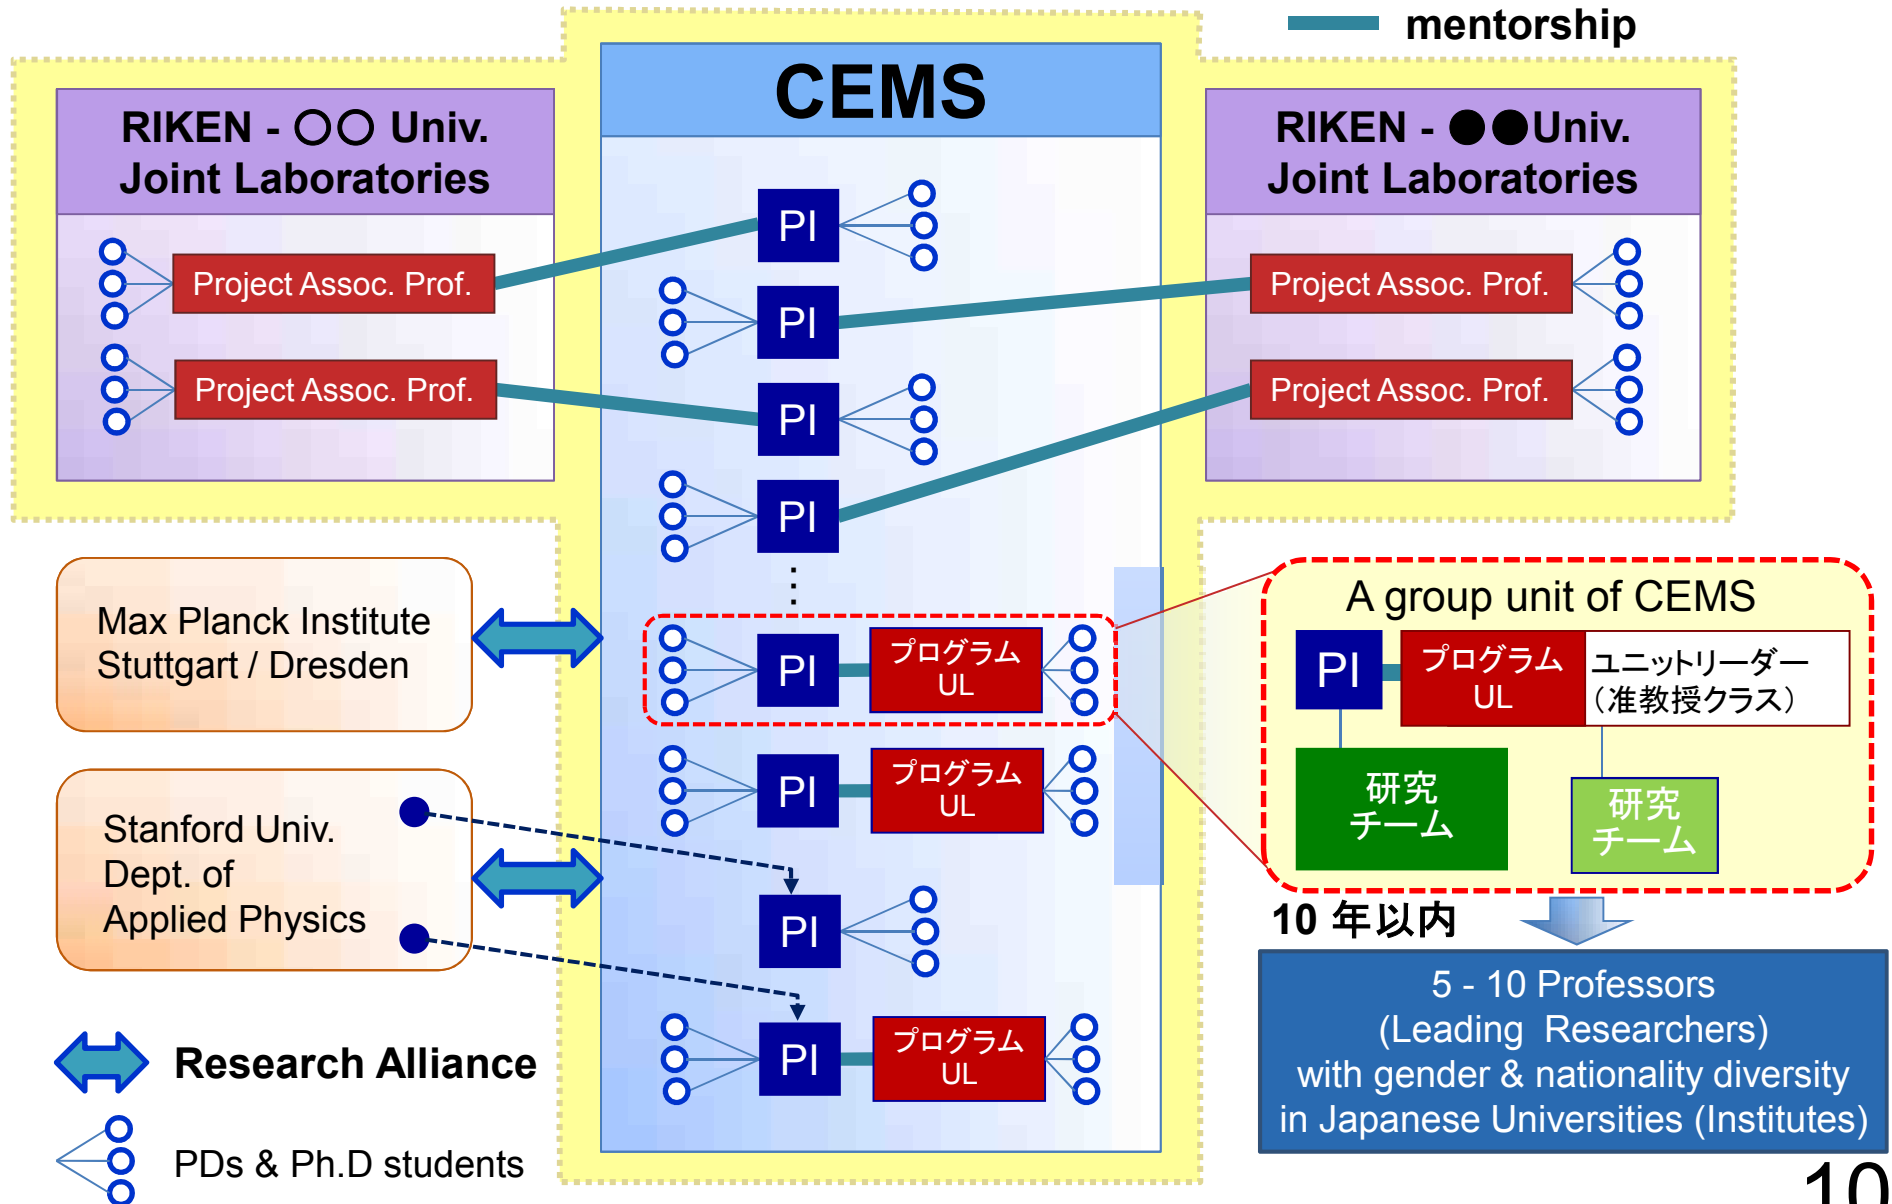 mentorship
CEMS
RIKEN - ○○ Univ.
Joint Laboratories
Project Assoc. Prof.
Project Assoc. Prof.
RIKEN - ●●Univ.
Joint Laboratories
Project Assoc. Prof.
Project Assoc. Prof.
PI
PI
PI
PI
⋮
PI
プログラム
UL
PI
プログラム
UL
PI
PI
プログラム
UL
Max Planck Institute
Stuttgart / Dresden
Stanford Univ.
Dept. of
Applied Physics
Research Alliance
PDs & Ph.D students
A group unit of CEMS
PI
プログラム
UL
ユニットリーダー
（准教授クラス）
研究
チーム
研究
チーム
10 年以内
5 - 10 Professors
(Leading Researchers)
with gender & nationality diversity
in Japanese Universities (Institutes)
10